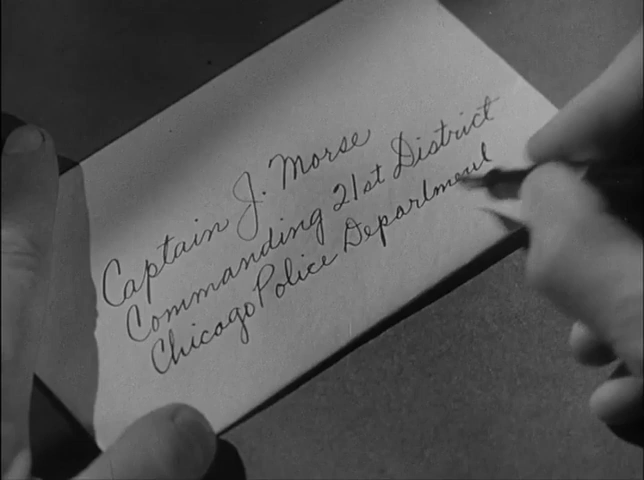 Captain J. Morse
Commanding 21st District
Chicago Police Department